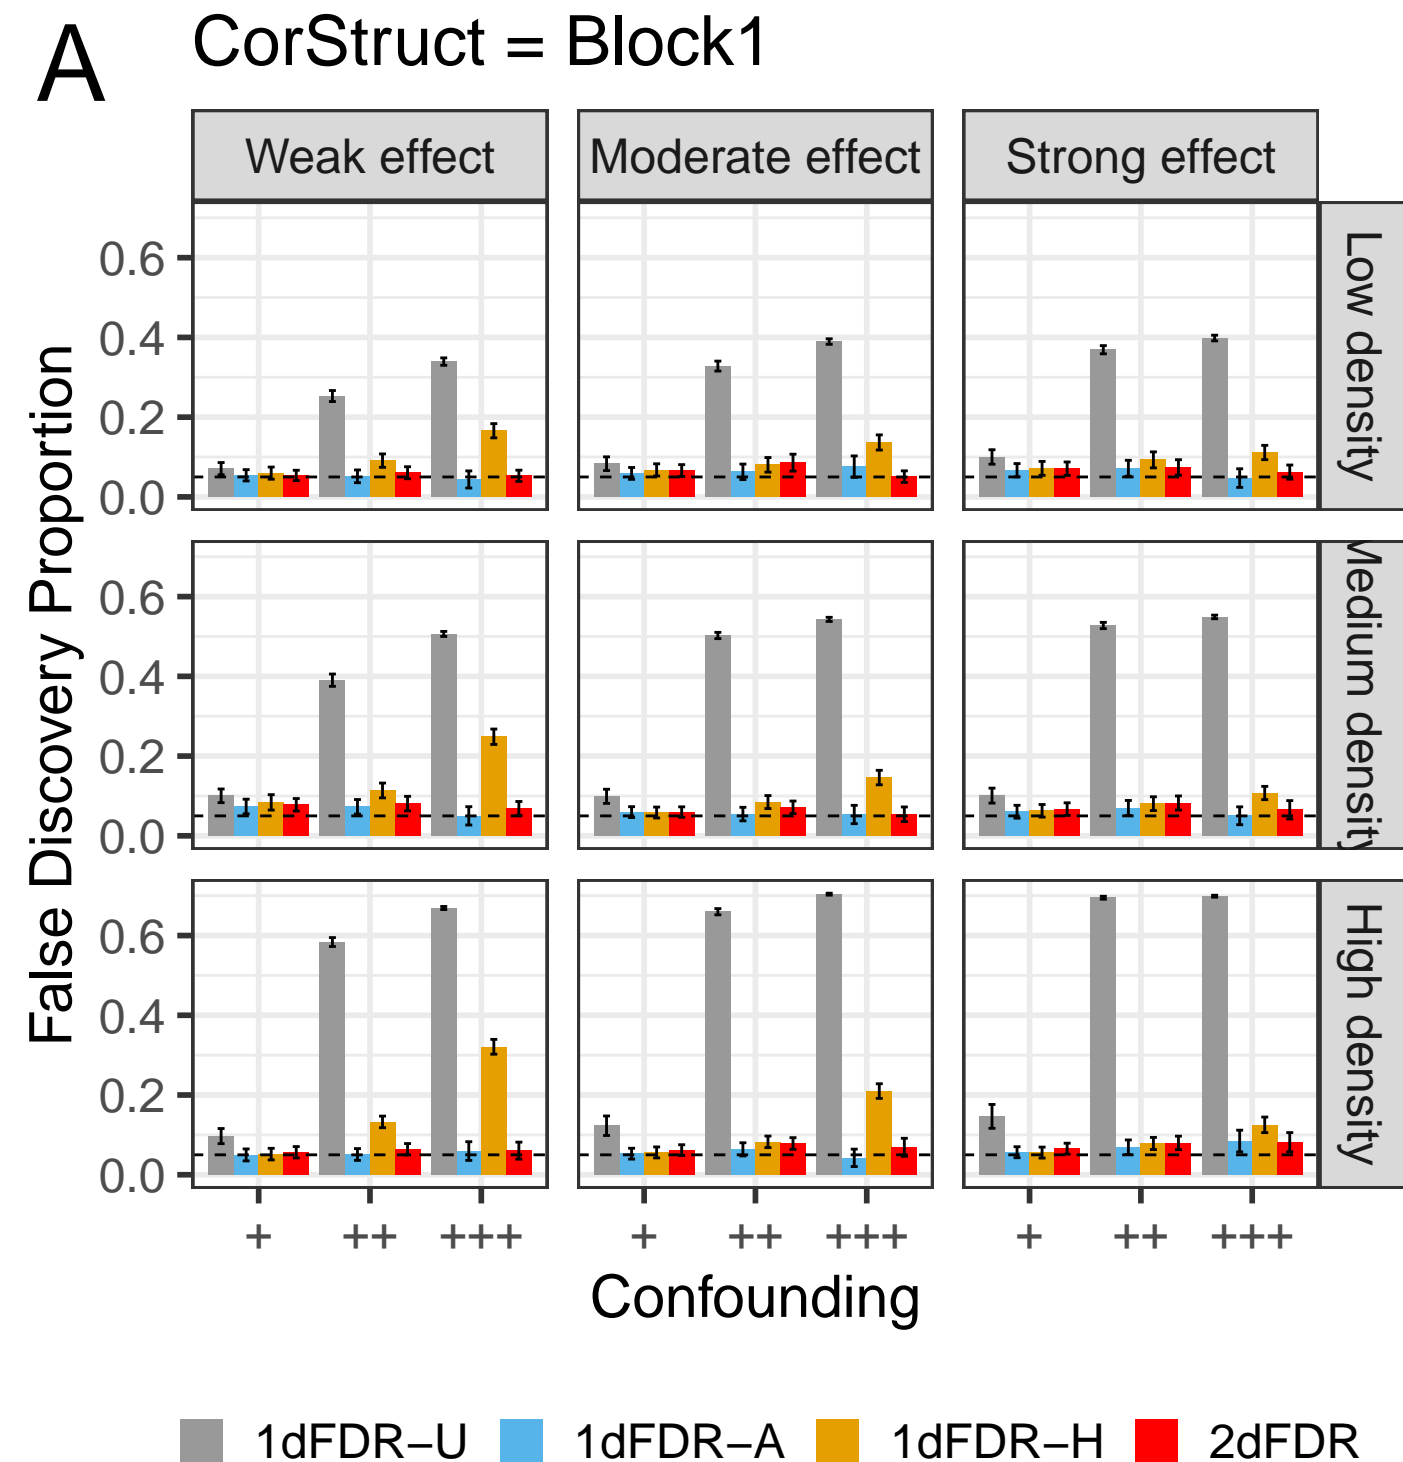 A
CorStruct = Block1
Weak effect
Moderate effect
Strong effect
False Discovery Proportion
0.6
0.4
0.2
0.0
Low density
0.6
0.4
0.2
0.0
Medium density
0.6
0.4
0.2
0.0
High density
+ ++ +++
+ ++ +++
+ ++ +++
Confounding
1dFDR−U 1dFDR−A 1dFDR−H 2dFDR